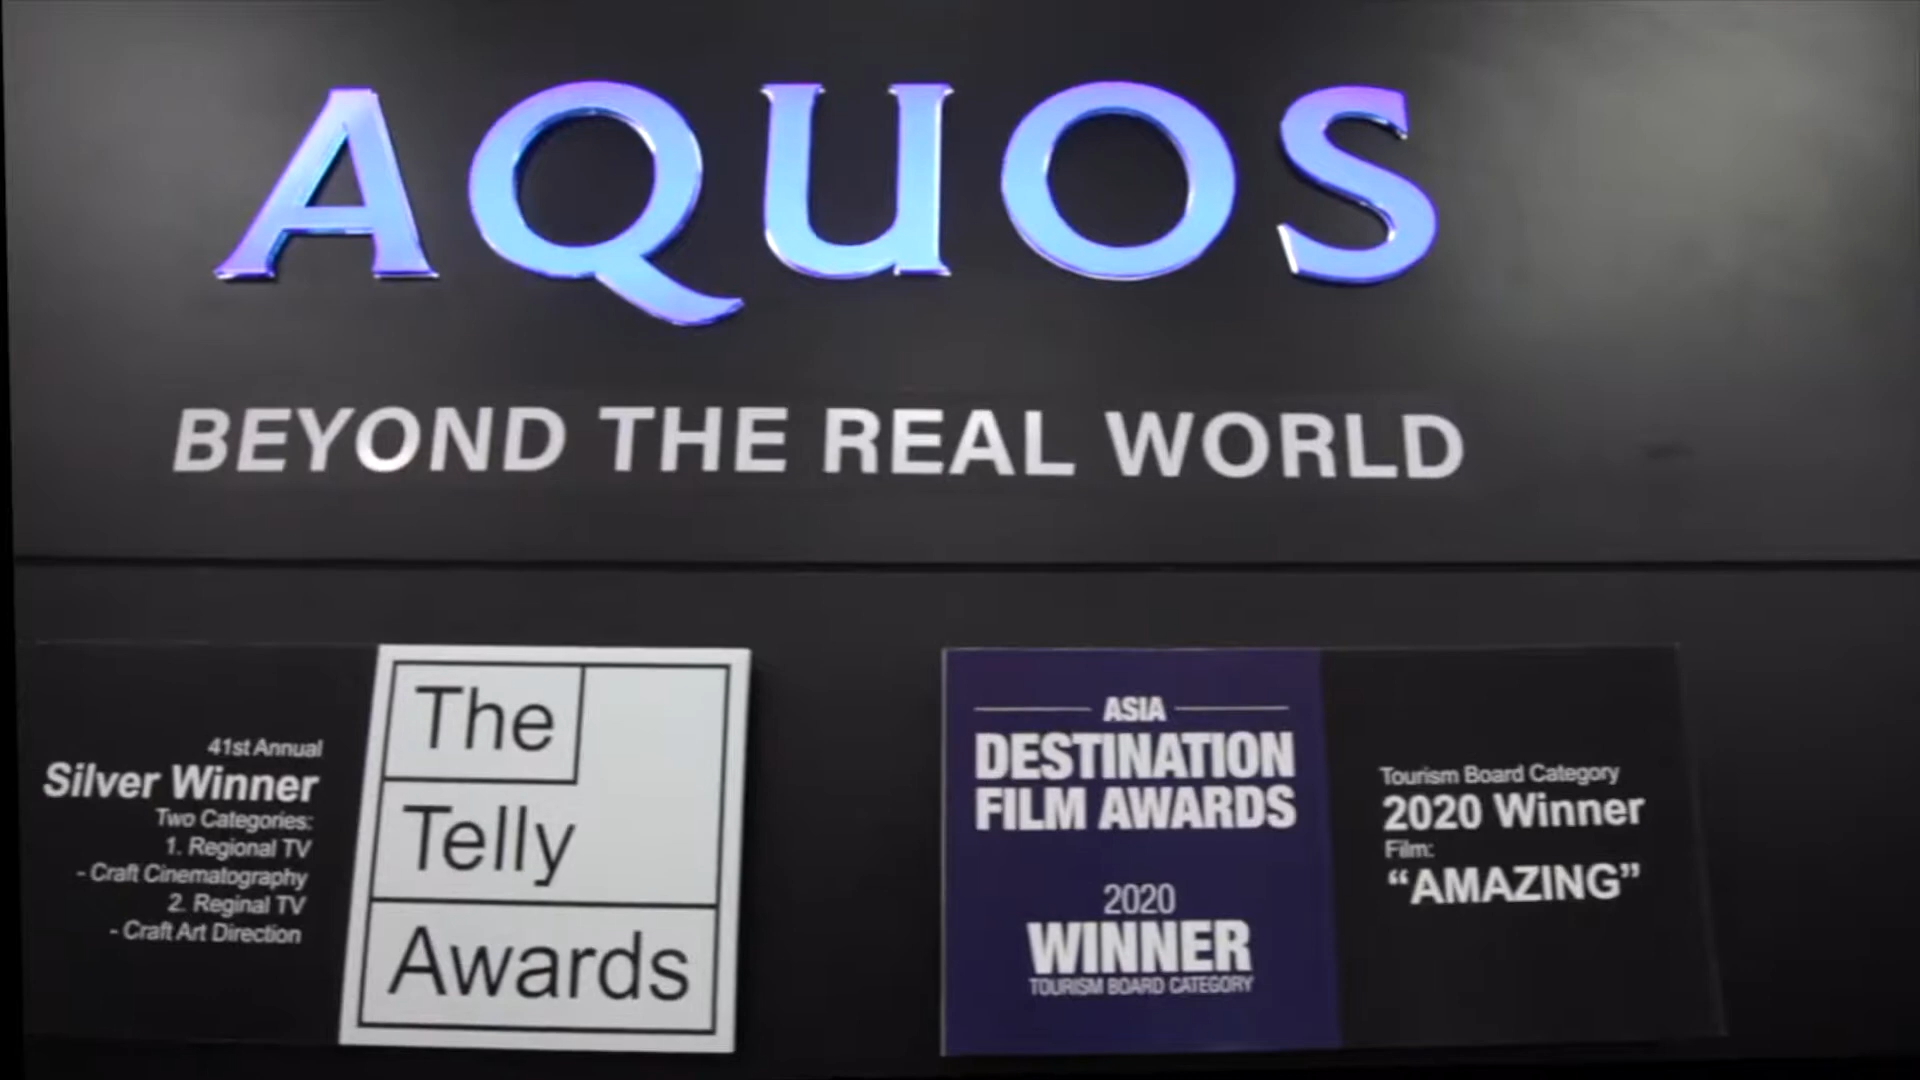 AQUOS
BEYOND THE REAL WORLD
41st Annual
Silver Winner
Two Categories:
1. Regional TV
- Craft Cinematography
2. Reginal TV
- Craft Art Direction
The
Telly
Awards
ASIA
DESTINATION
FILM AWARDS
2020
WINNER
TOURISM BOARD CATEGORY
Tourism Board Category
2020 Winner
Film:
“AMAZING”